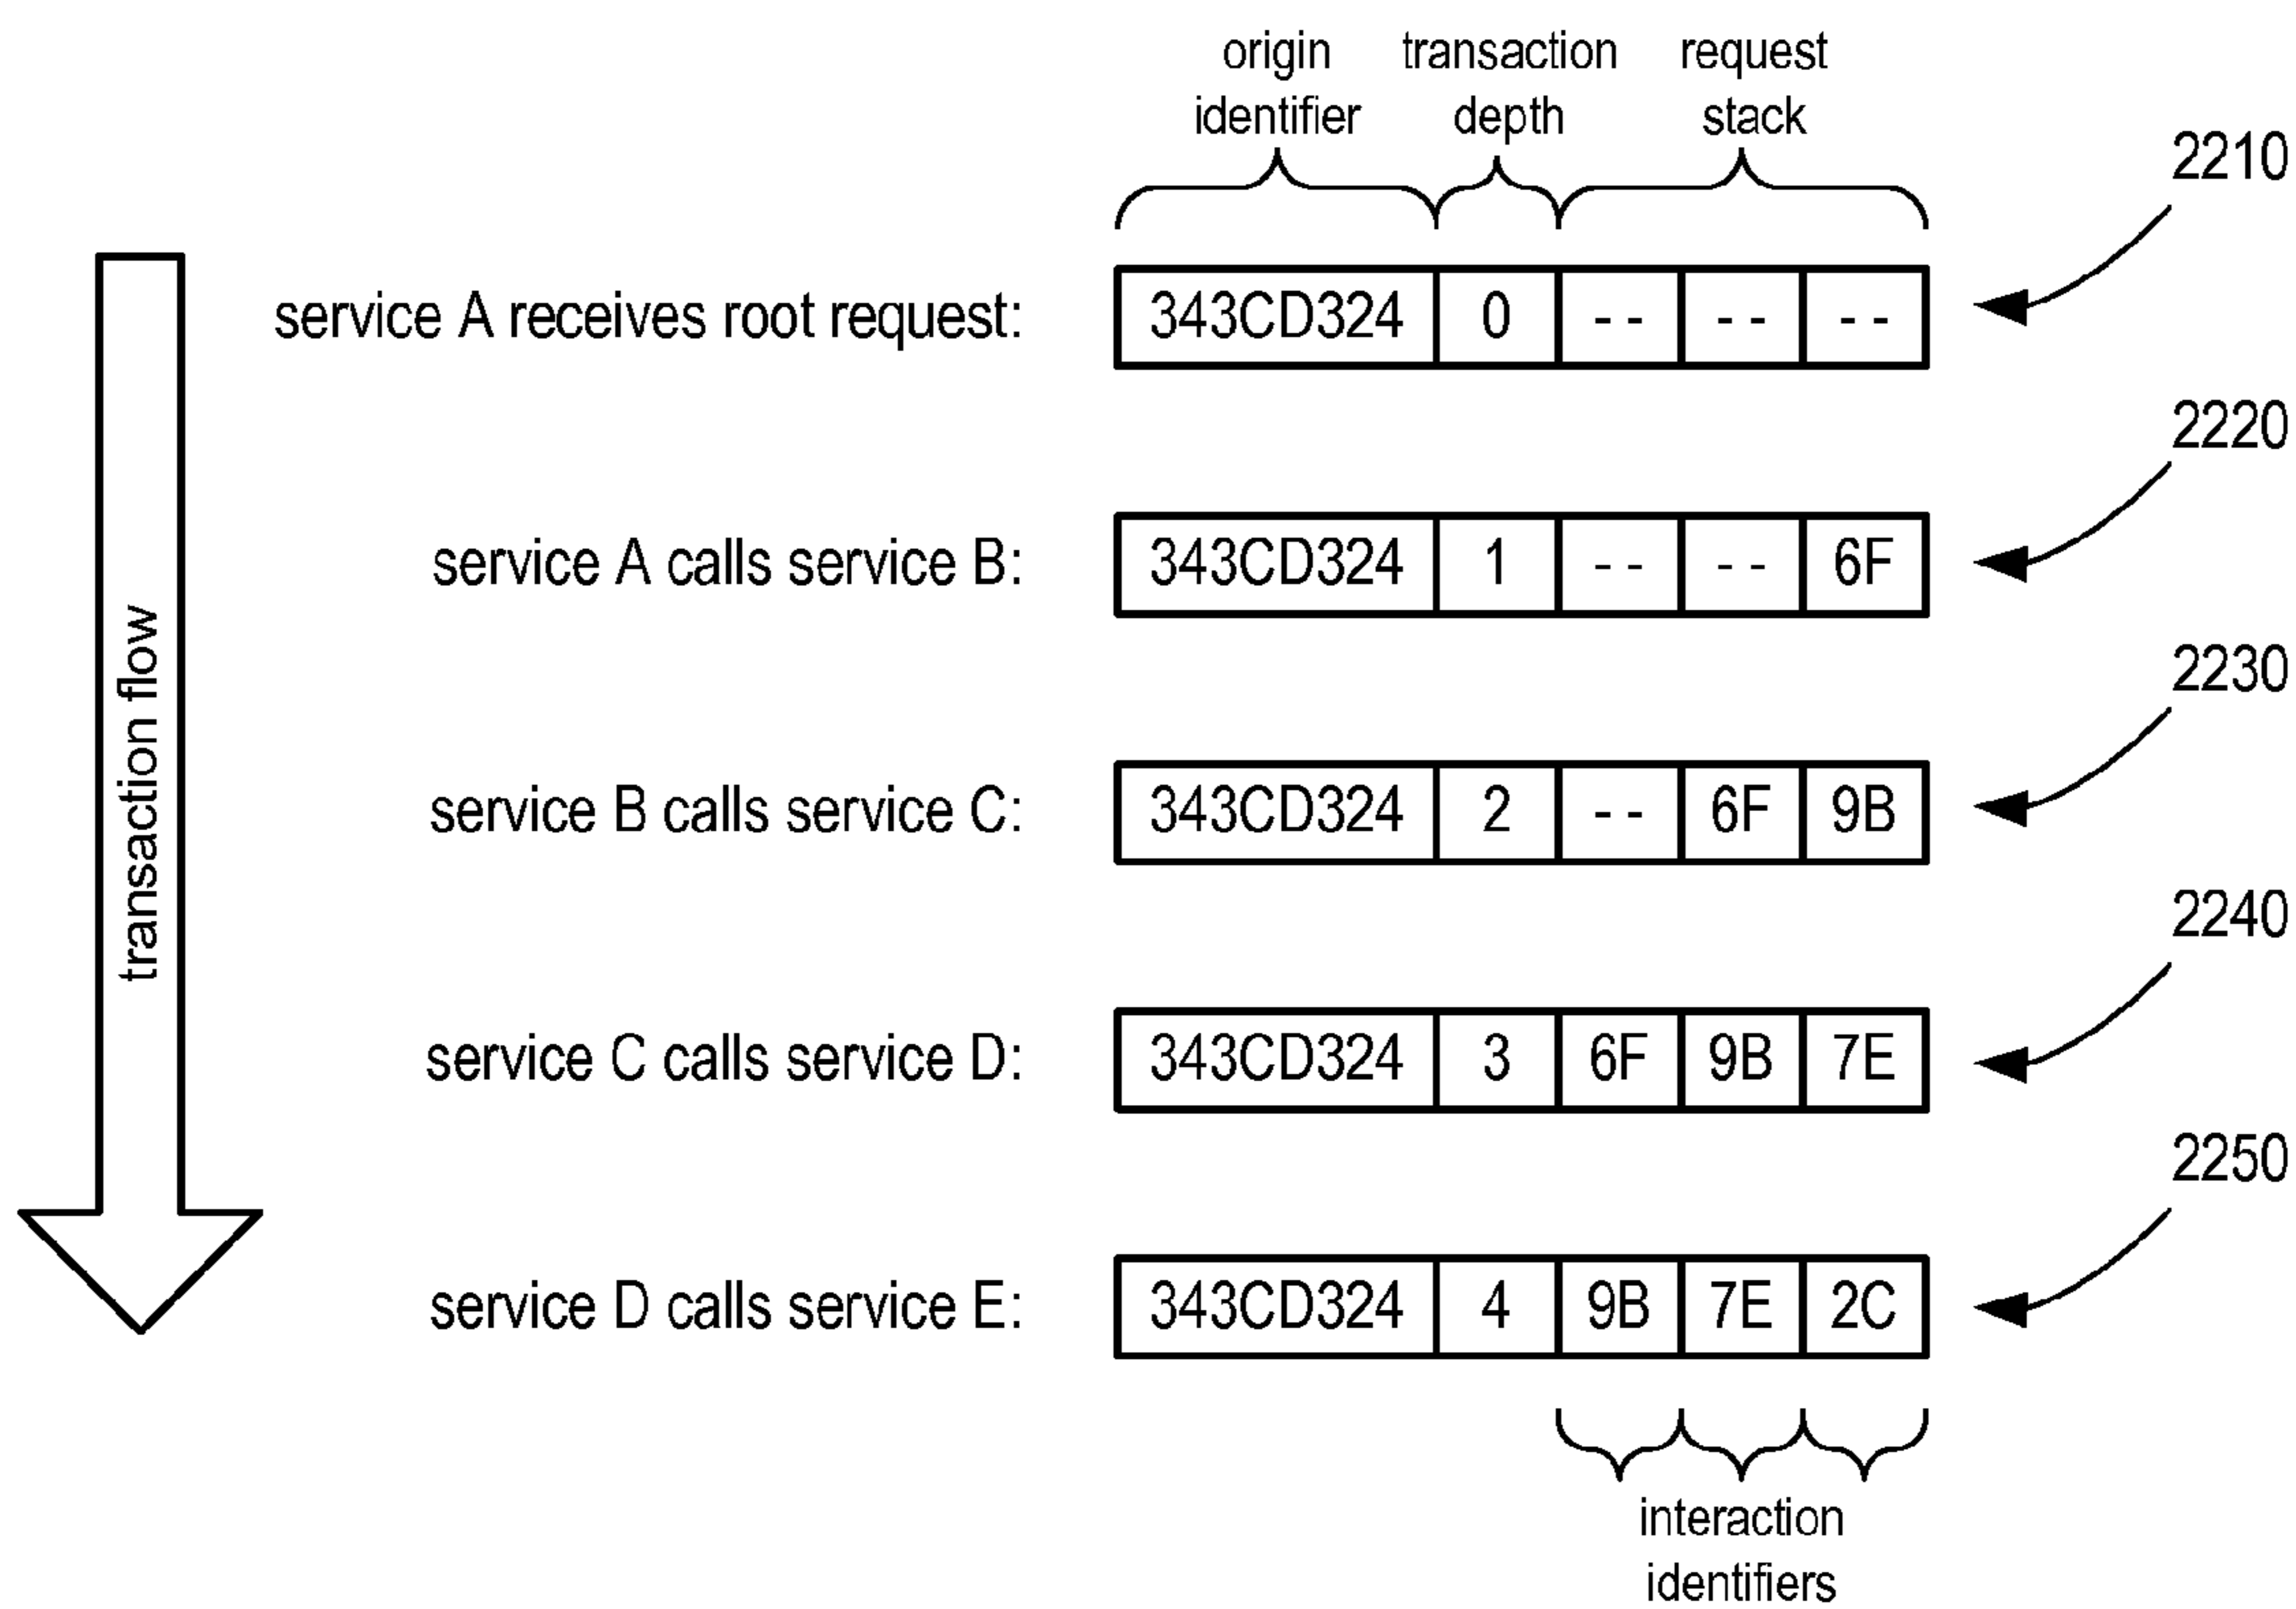 origin transaction request
identifier depth stack
2210
service A receives root request: 343CD324 0 -- -- --
2220
service A calls service B: 343CD324 1 -- -- 6F
2230
service B calls service C: 343CD324 2 -- 6F 9B
transaction flow
2240
service C calls service D: 343CD324 3 6F 9B 7E
2250
service D calls service E: 343CD324 4 9B 7E 2C
interaction
identifiers